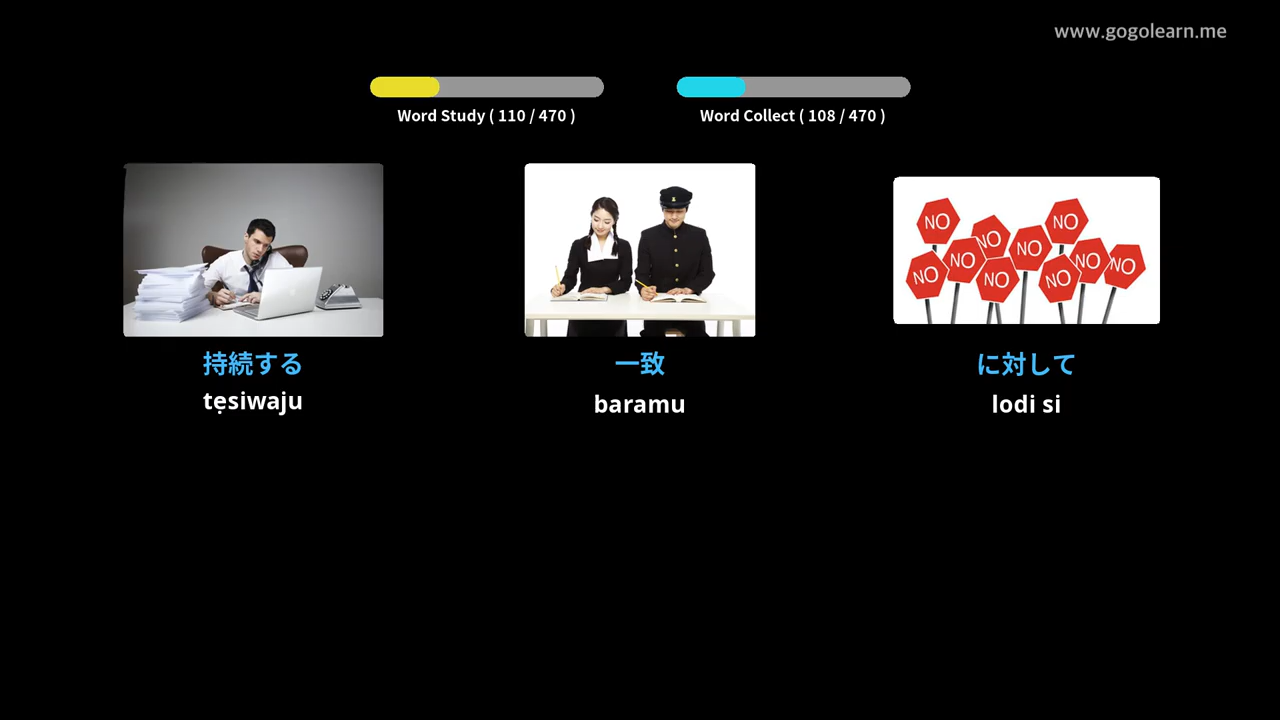 www.gogolearn.me
Word Study ( 110 / 470 )
Word Collect ( 108 / 470 )
NO
NO
NO
NO
NO
NO
NO
NO
NO
NO
持続する
一致
に対して
tẹsiwaju
baramu
lodi si